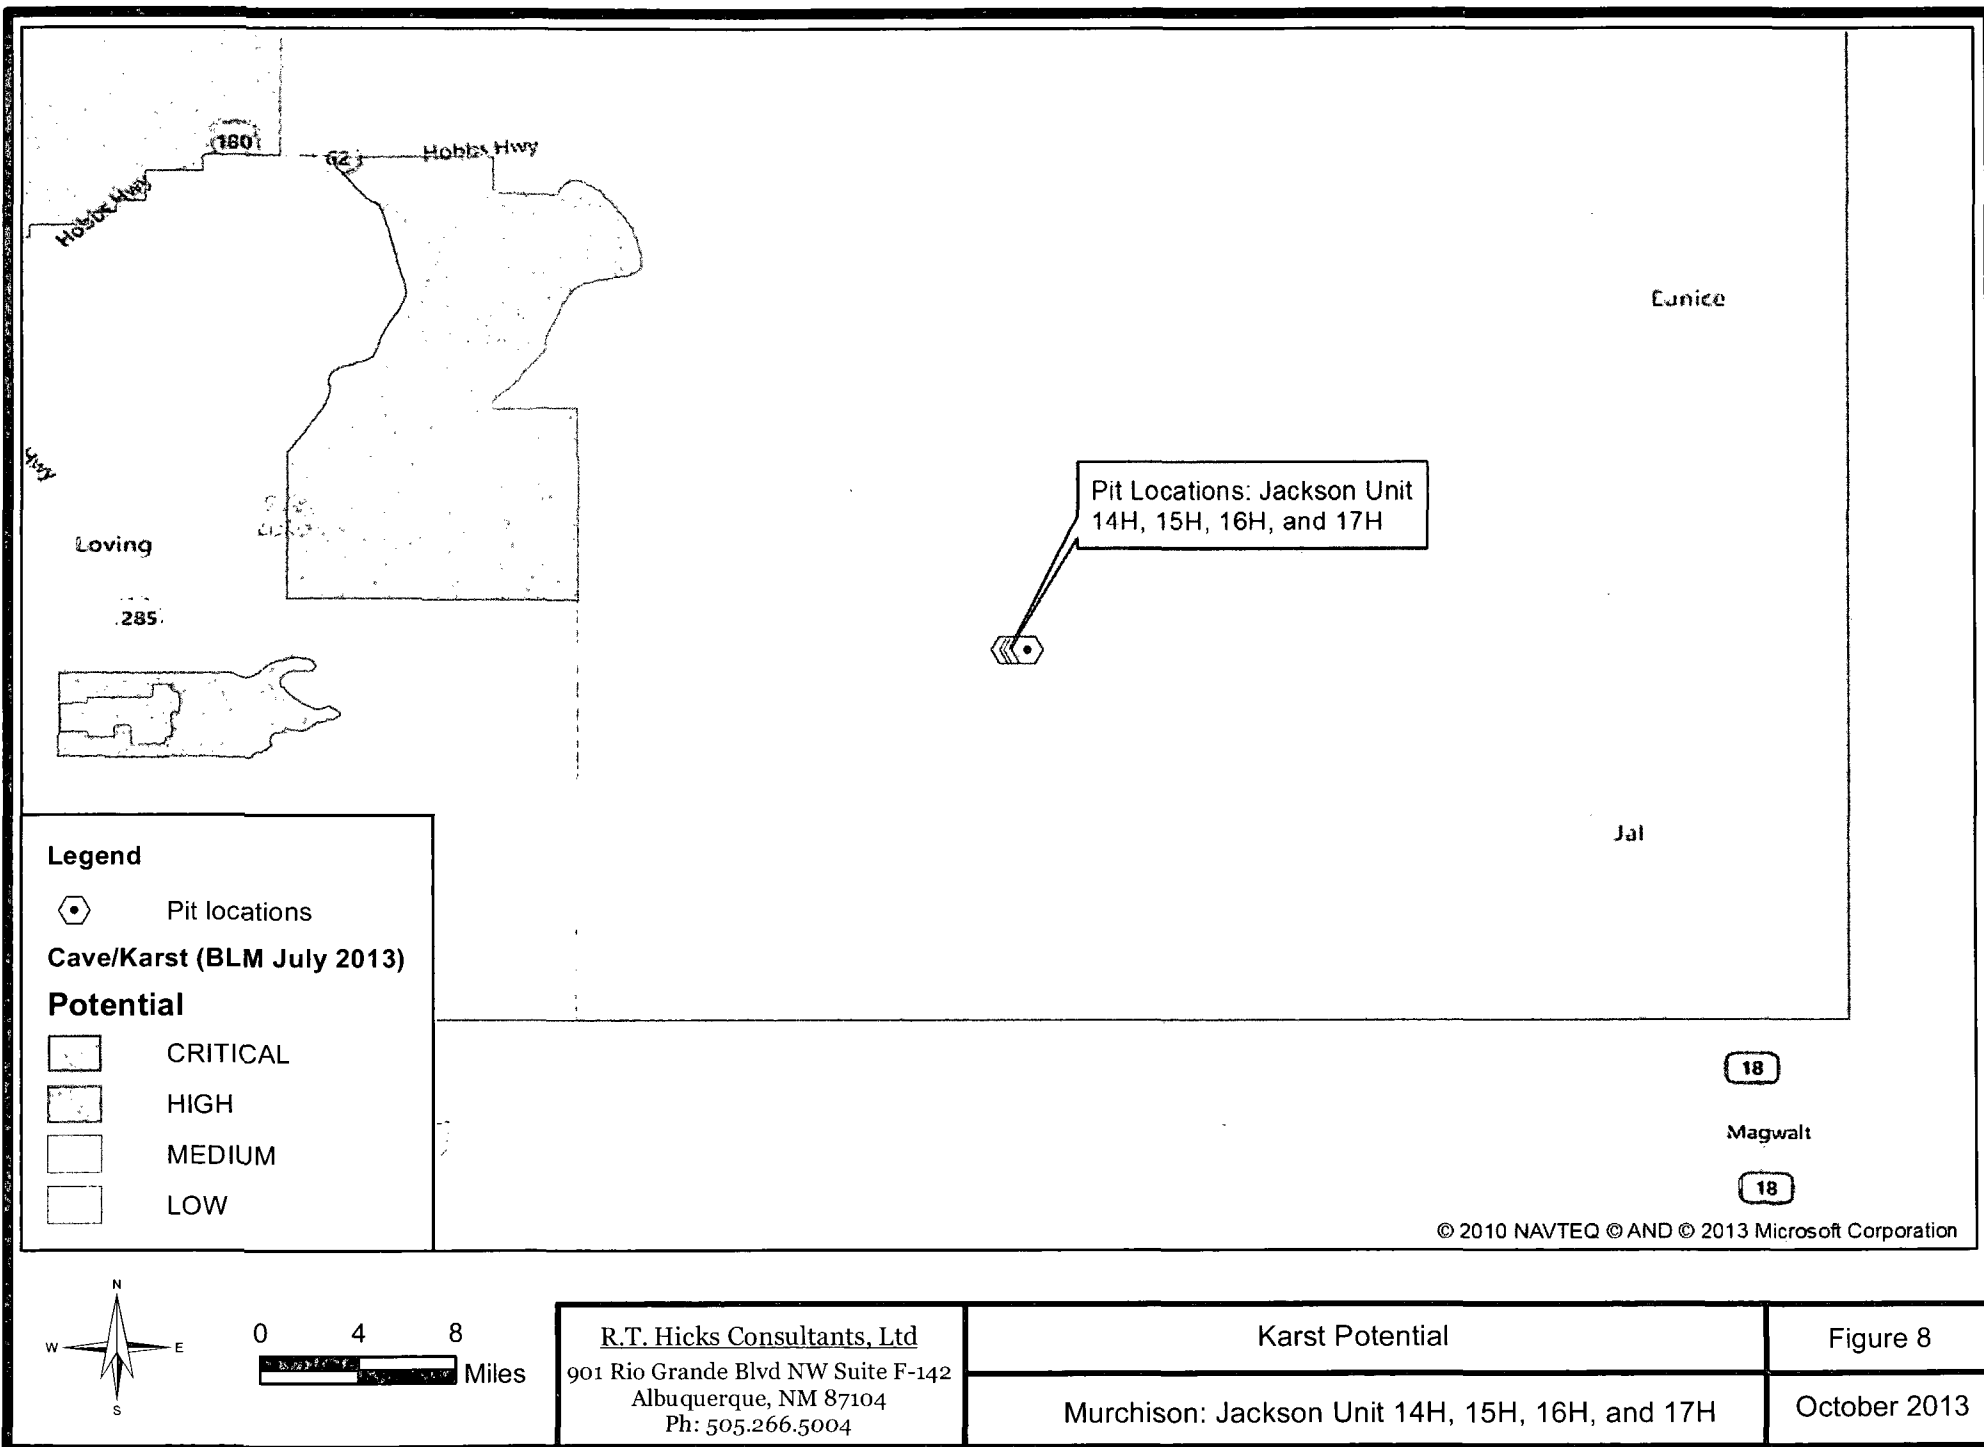 180
62
Hobbs Hwy
Hobbs Hwy
Eunice
Hwy
Pit Locations: Jackson Unit
14H, 15H, 16H, and 17H
Loving
285
Jal
Legend
Pit locations
Cave/Karst (BLM July 2013)
Potential
CRITICAL
HIGH
MEDIUM
LOW
18
Magwalt
18
© 2010 NAVTEQ © AND © 2013 Microsoft Corporation
N
W
E
S
0 4 8
Miles
R.T. Hicks Consultants, Ltd
901 Rio Grande Blvd NW Suite F-142
Albuquerque, NM 87104
Ph: 505.266.5004
Karst Potential
Murchison: Jackson Unit 14H, 15H, 16H, and 17H
Figure 8
October 2013